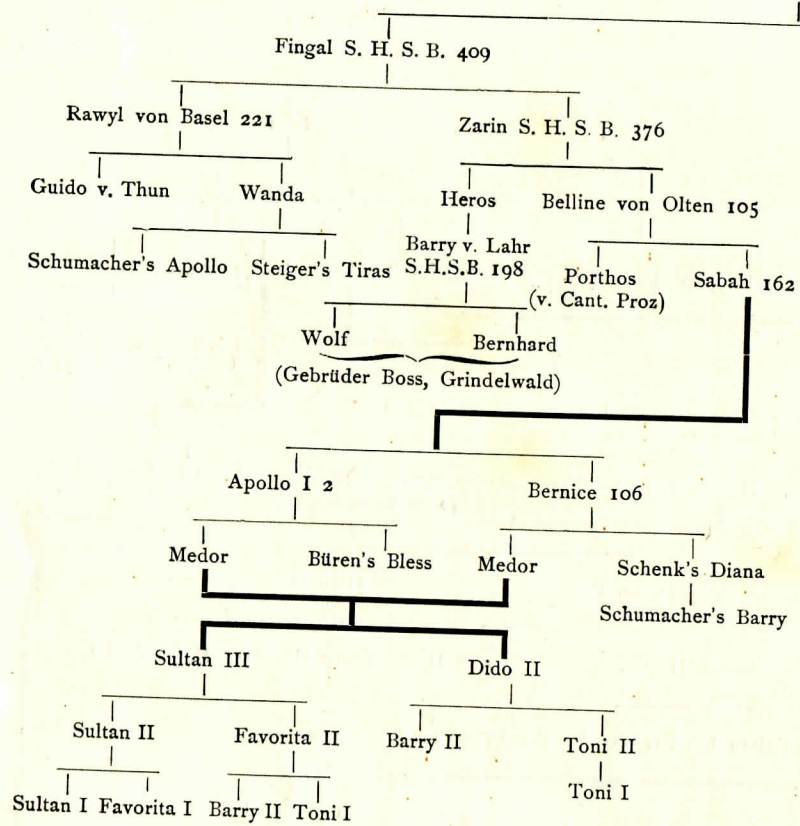 Fingal S. H. S. B. 409
Rawyl von Basel 221
Zarin S. H. S. B. 376
Guido v. Thun
Wanda
Heros
Belline von Olten 105
Schumacher's Apollo
Steiger's Tiras
Barry v. Lahr
S.H.S.B. 198
Porthos
(v. Cant. Proz)
Sabah 162
Wolf
Bernhard
(Gebrüder Boss, Grindelwald)
Apollo I 2
Bernice 106
Medor
Büren's Bless
Medor
Schenk's Diana
Schumacher's Barry
Sultan III
Dido II
Sultan II
Favorita II
Barry II
Toni II
Sultan I
Favorita I
Barry II
Toni I
Toni I